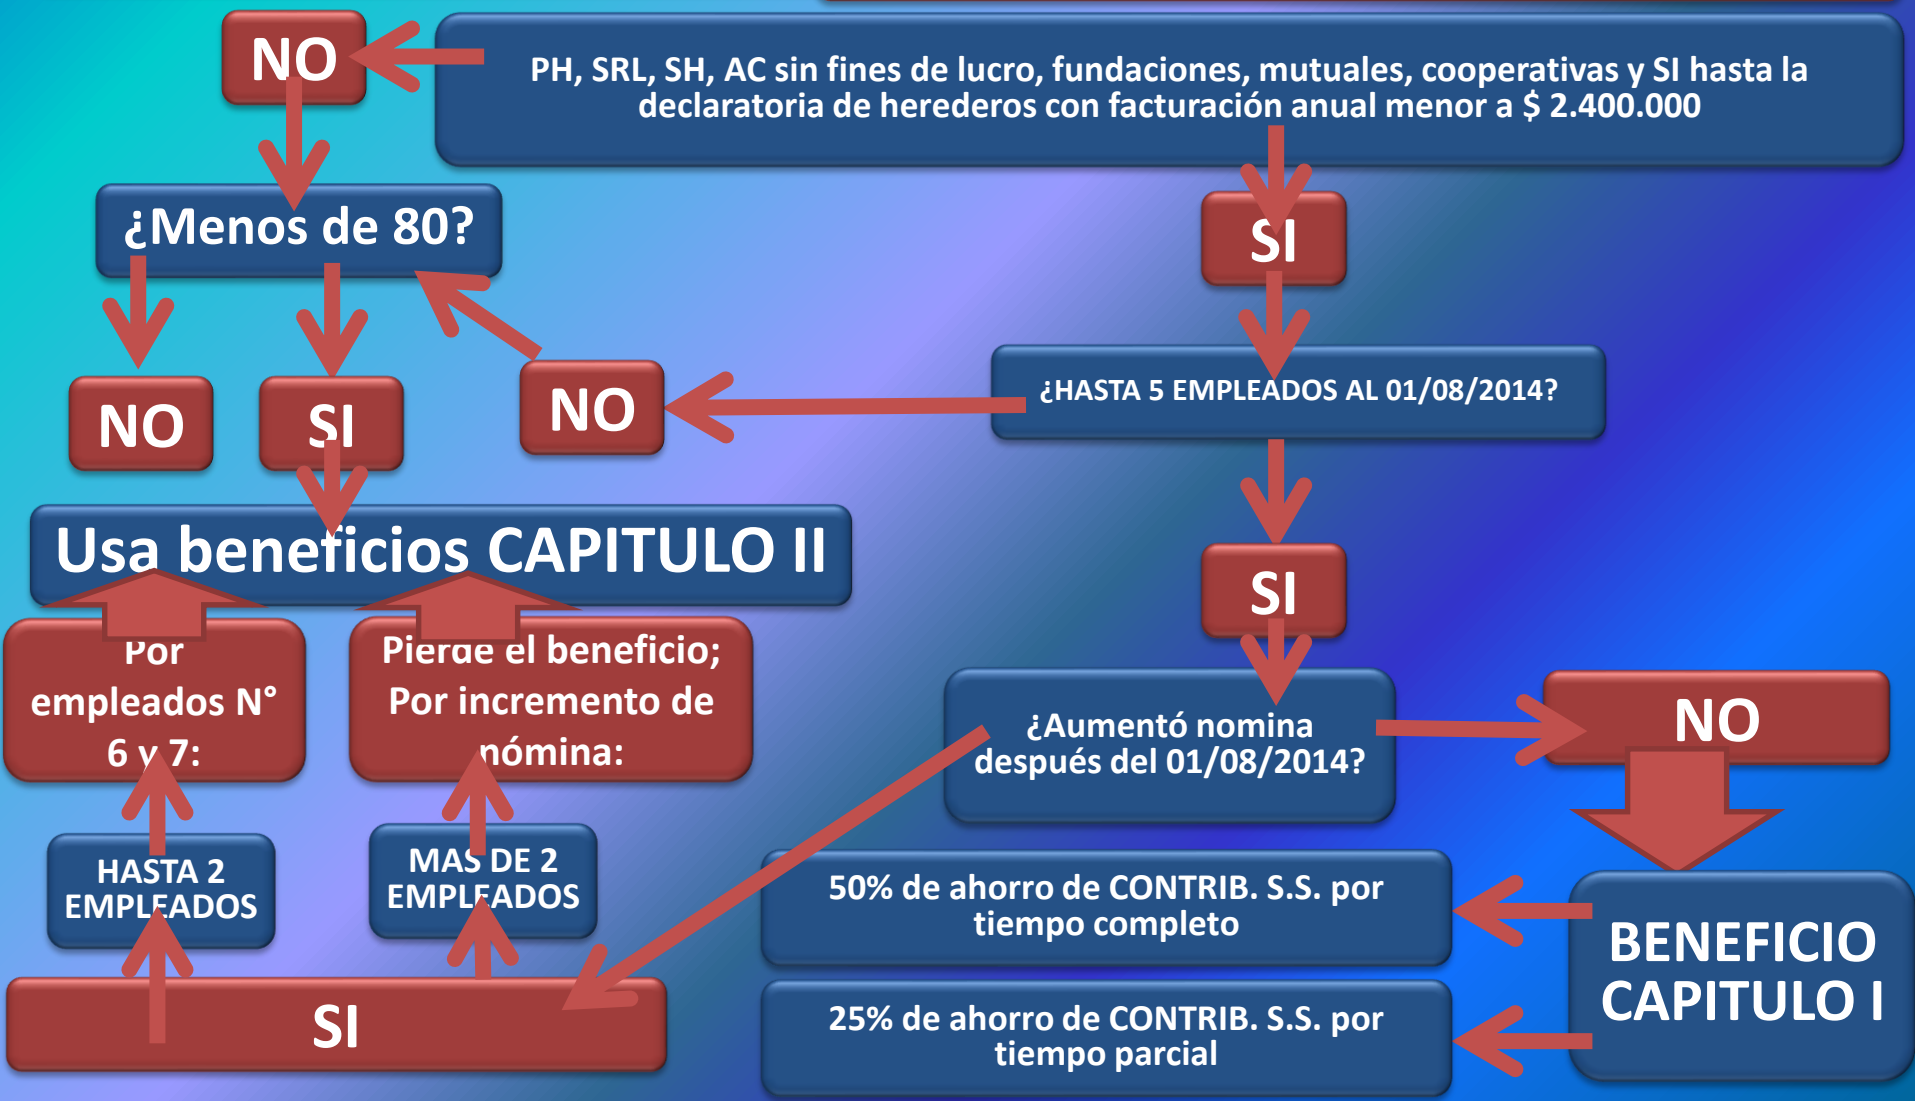 NO
PH, SRL, SH, AC sin fines de lucro, fundaciones, mutuales, cooperativas y SI hasta la
declaratoria de herederos con facturación anual menor a $ 2.400.000
¿Menos de 80?
SI
NO
SI
NO
¿HASTA 5 EMPLEADOS AL 01/08/2014?
Usa beneficios CAPITULO II
SI
Por
empleados N°
6 y 7:
Pierde el beneficio;
Por incremento de
nómina:
¿Aumentó nomina
después del 01/08/2014?
NO
HASTA 2
EMPLEADOS
MAS DE 2
EMPLEADOS
50% de ahorro de CONTRIB. S.S. por
tiempo completo
BENEFICIO
CAPITULO I
SI
25% de ahorro de CONTRIB. S.S. por
tiempo parcial